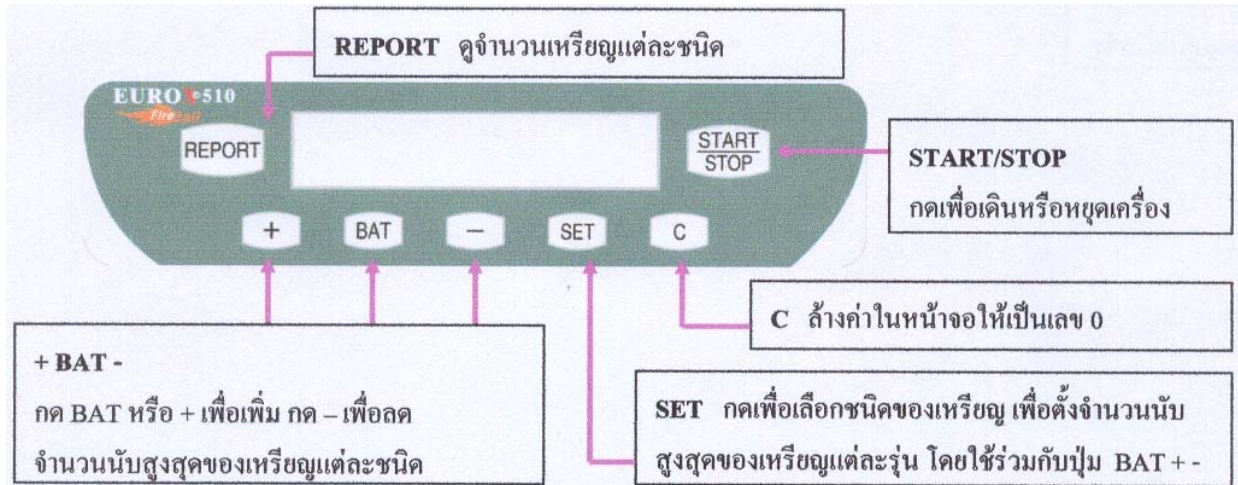 REPORT ดูจำนวนเหรียญแต่ละชนิด
EURO X 510
FireBall
REPORT
START
STOP
START/STOP
กดเพื่อเดินหรือหยุดเครื่อง
+ BAT − SET C
C ล้างค่าในหน้าจอให้เป็นเลข 0
+ BAT -
กด BAT หรือ + เพื่อเพิ่ม กด – เพื่อลด
จำนวนนับสูงสุดของเหรียญแต่ละชนิด
SET กดเพื่อเลือกชนิดของเหรียญ เพื่อตั้งจำนวนนับ
สูงสุดของเหรียญแต่ละรุ่น โดยใช้ร่วมกับปุ่ม BAT + -